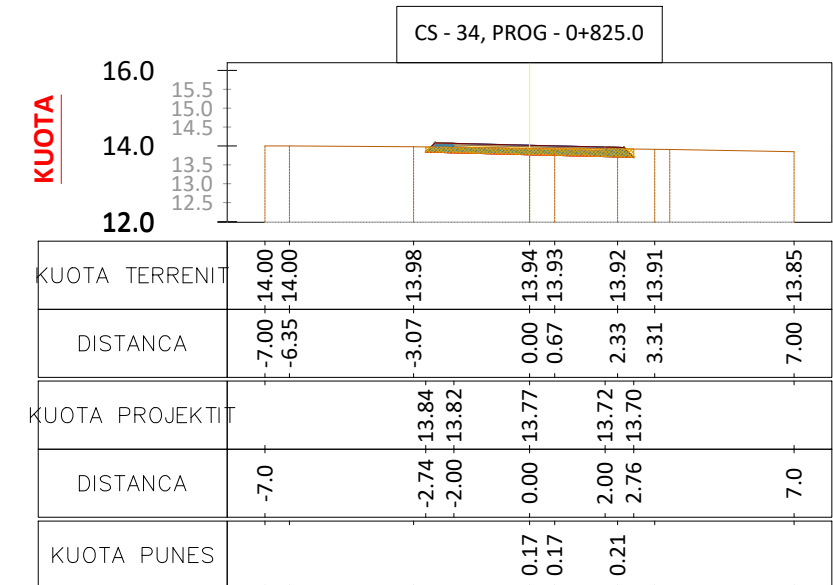 CS - 34, PROG - 0+825.0
KUOTA
16.0
15.5
15.0
14.5
14.0
13.5
13.0
12.5
12.0
KUOTA TERRENIT 14.00 14.00 13.98 13.94 13.93 13.92 13.91 13.85
DISTANCA -7.00 -6.35 -3.07 0.00 0.67 2.33 3.31 7.00
KUOTA PROJEKTIT 13.84 13.82 13.77 13.72 13.70
DISTANCA -7.0 -2.74 -2.00 0.00 2.00 2.76 7.0
KUOTA PUNES 0.17 0.17 0.21